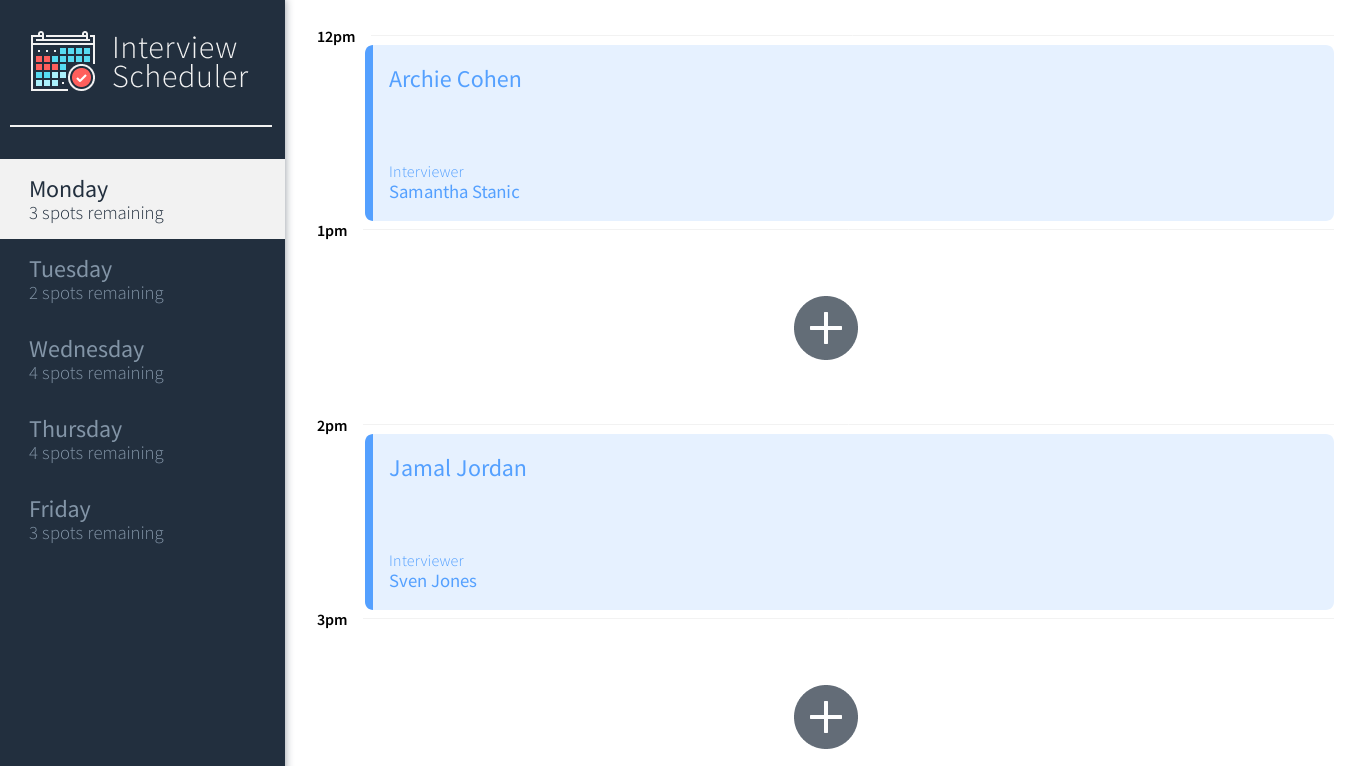 Interview
Scheduler
Monday
3 spots remaining
Tuesday
2 spots remaining
Wednesday
4 spots remaining
Thursday
4 spots remaining
Friday
3 spots remaining
12pm
Archie Cohen
Interviewer
Samantha Stanic
1pm
2pm
Jamal Jordan
Interviewer
Sven Jones
3pm